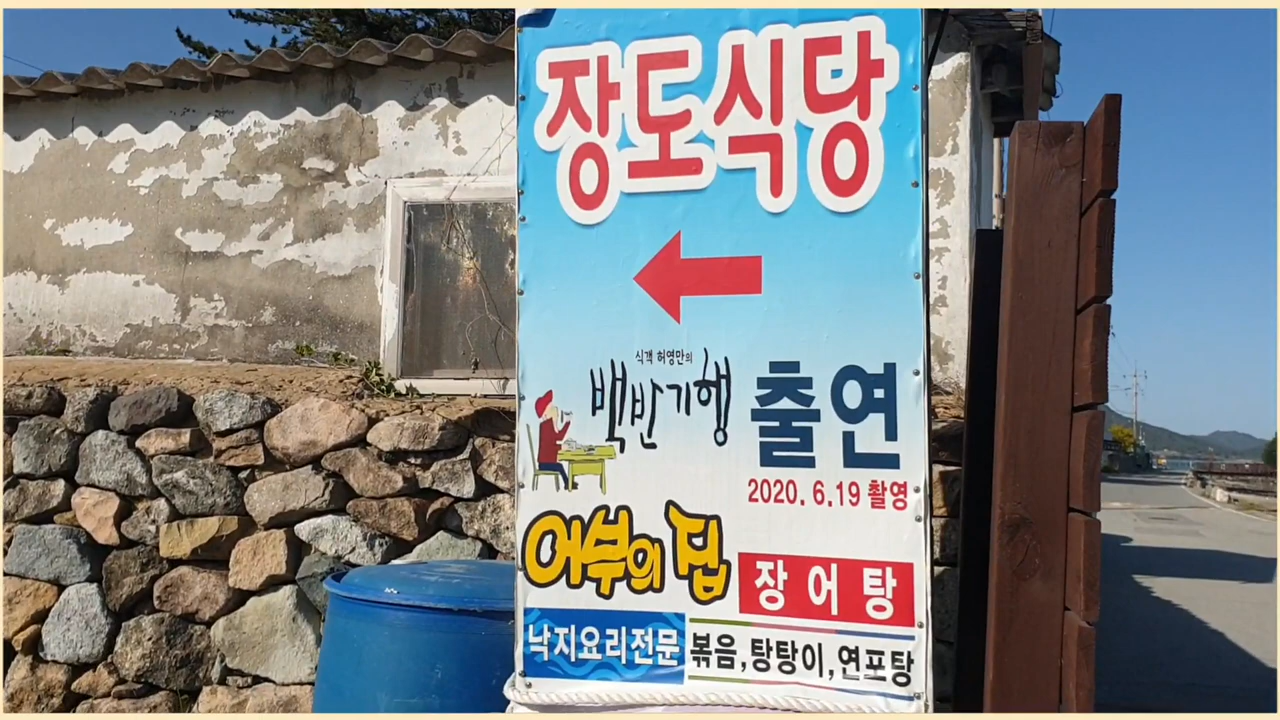 장도식당
식객 허영만의
백반기행 출연
2020. 6.19 촬영
어부의 집
장어탕
낙지요리전문
볶음,탕탕이,연포탕